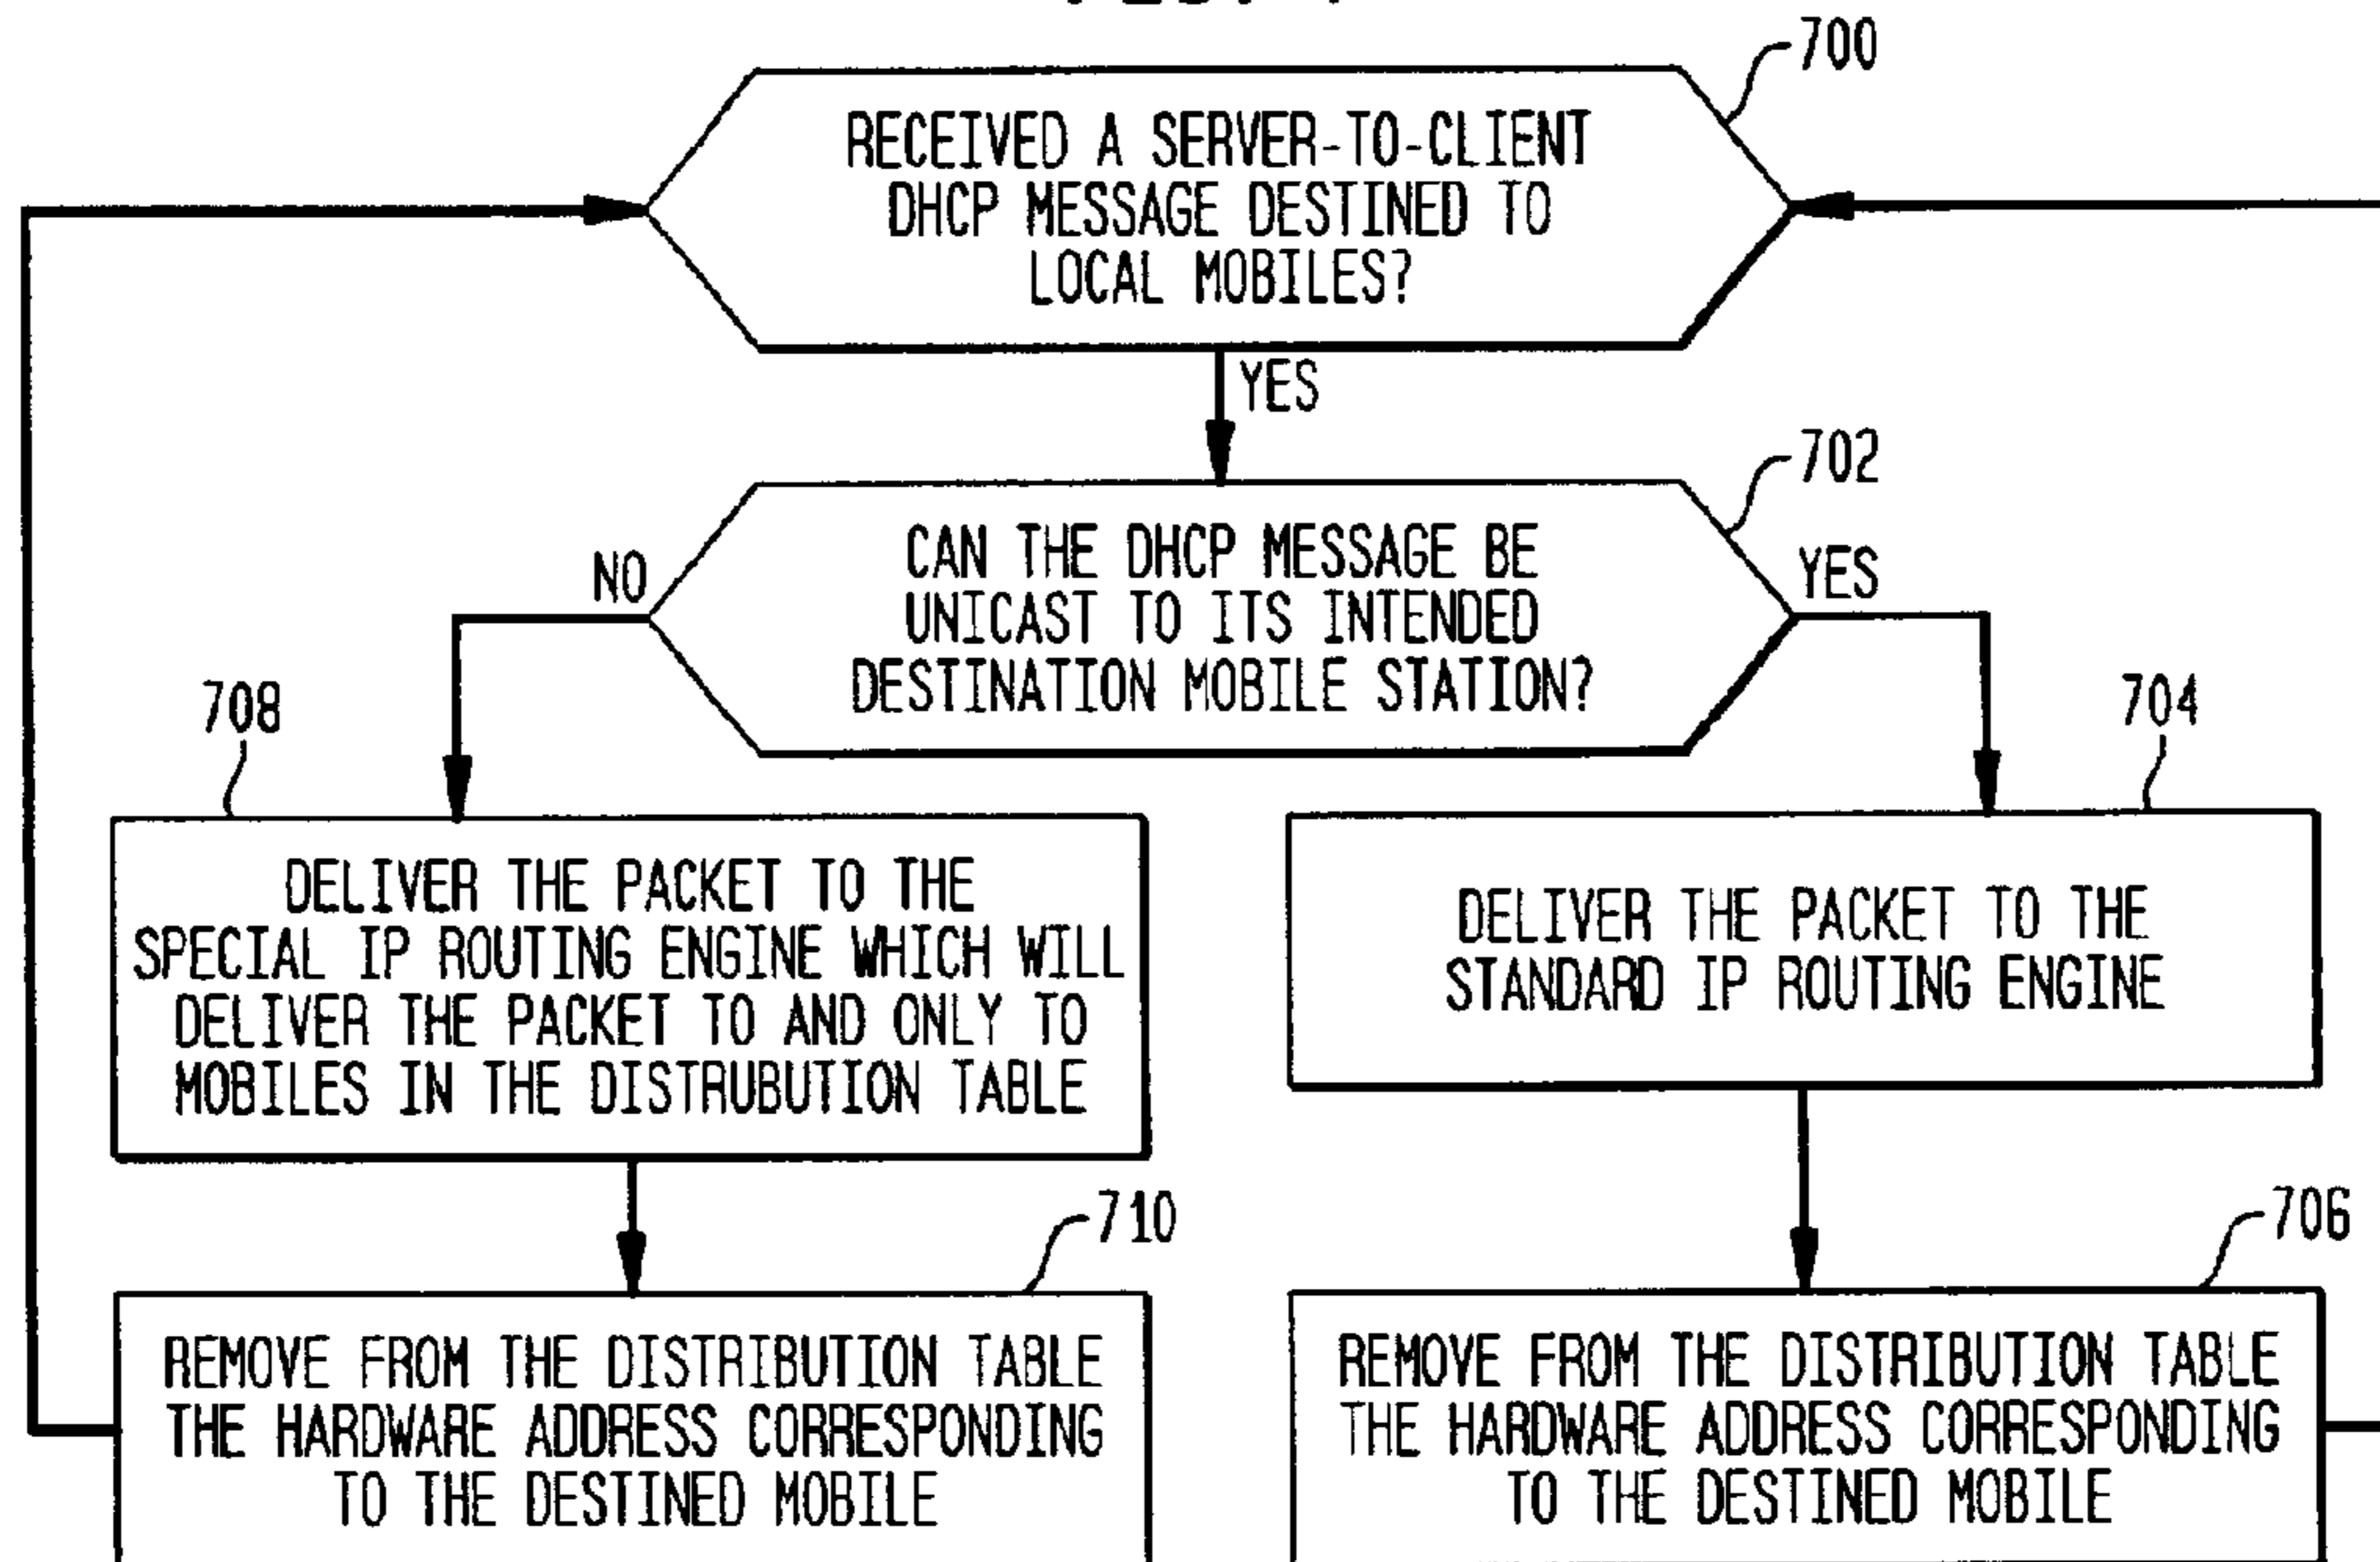 700
RECEIVED A SERVER-TO-CLIENT
DHCP MESSAGE DESTINED TO
LOCAL MOBILES?
YES
702
CAN THE DHCP MESSAGE BE
UNICAST TO ITS INTENDED
DESTINATION MOBILE STATION?
NO
YES
708
DELIVER THE PACKET TO THE
SPECIAL IP ROUTING ENGINE WHICH WILL
DELIVER THE PACKET TO AND ONLY TO
MOBILES IN THE DISTRUBUTION TABLE
704
DELIVER THE PACKET TO THE
STANDARD IP ROUTING ENGINE
710
REMOVE FROM THE DISTRIBUTION TABLE
THE HARDWARE ADDRESS CORRESPONDING
TO THE DESTINED MOBILE
706
REMOVE FROM THE DISTRIBUTION TABLE
THE HARDWARE ADDRESS CORRESPONDING
TO THE DESTINED MOBILE